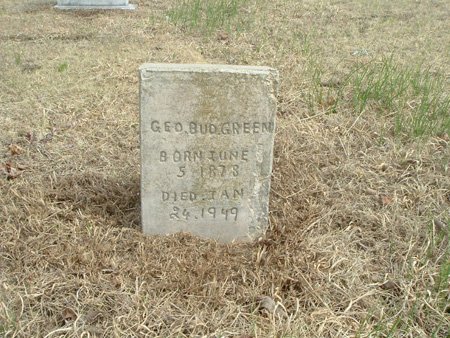 GEO. BUD GREEN
BORN JUNE
5 1878
DIED. JAN
24. 1949